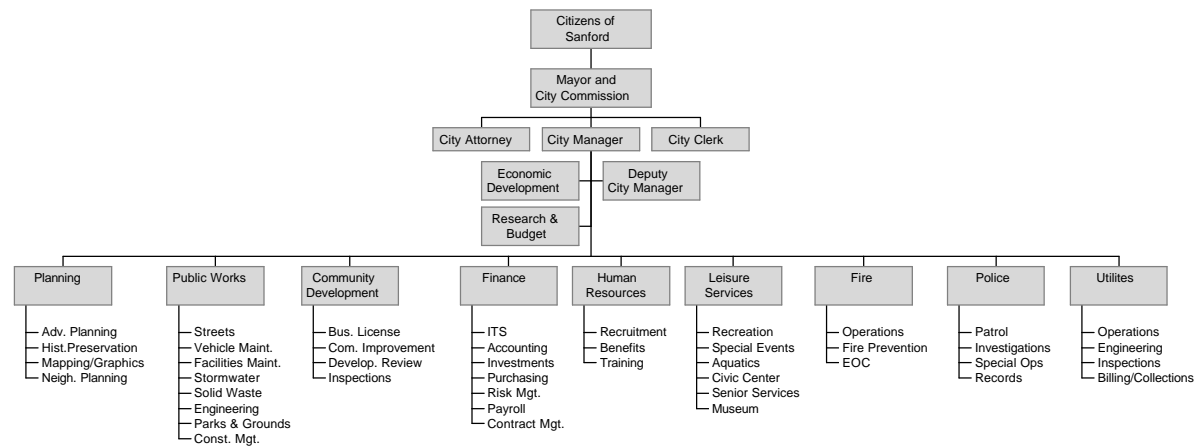 Citizens of
Sanford
Mayor and
City Commission
City Attorney
City Manager
City Clerk
Economic
Development
Deputy
City Manager
Research &
Budget
Planning
Adv. Planning
Hist.Preservation
Mapping/Graphics
Neigh. Planning
Public Works
Streets
Vehicle Maint.
Facilities Maint.
Stormwater
Solid Waste
Engineering
Parks & Grounds
Const. Mgt.
Community
Development
Bus. License
Com. Improvement
Develop. Review
Inspections
Finance
ITS
Accounting
Investments
Purchasing
Risk Mgt.
Payroll
Contract Mgt.
Human
Resources
Recruitment
Benefits
Training
Leisure
Services
Recreation
Special Events
Aquatics
Civic Center
Senior Services
Museum
Fire
Operations
Fire Prevention
EOC
Police
Patrol
Investigations
Special Ops
Records
Utilites
Operations
Engineering
Inspections
Billing/Collections